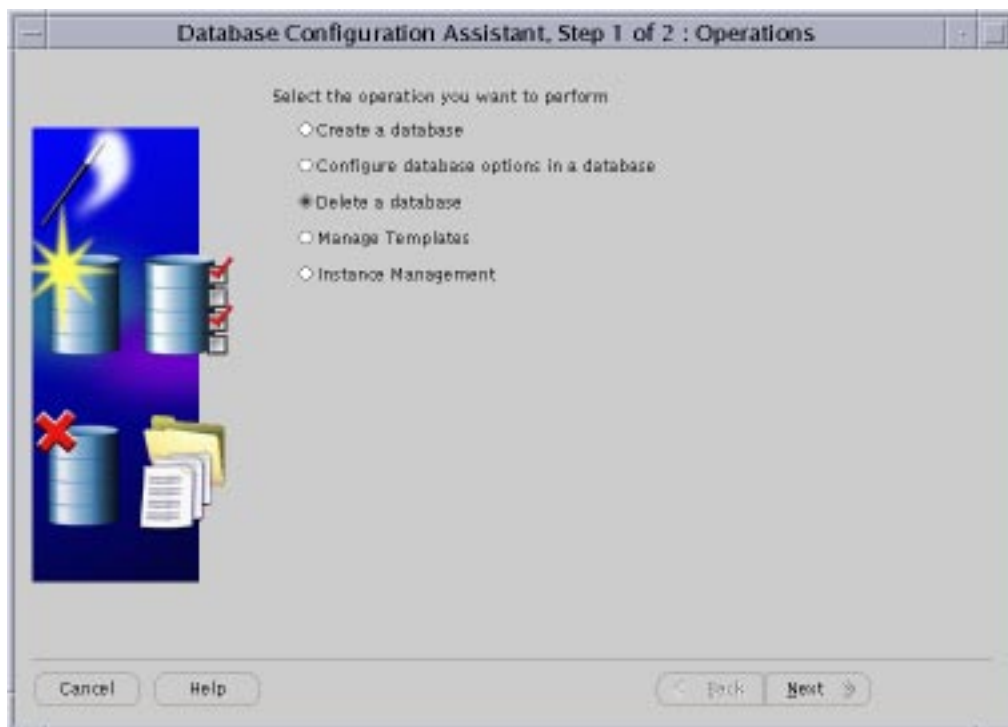 Database Configuration Assistant, Step 1 of 2 : Operations
Select the operation you want to perform
Create a database
Configure database options in a database
Delete a database
Manage Templates
Instance Management
Cancel
Help
Back
Next